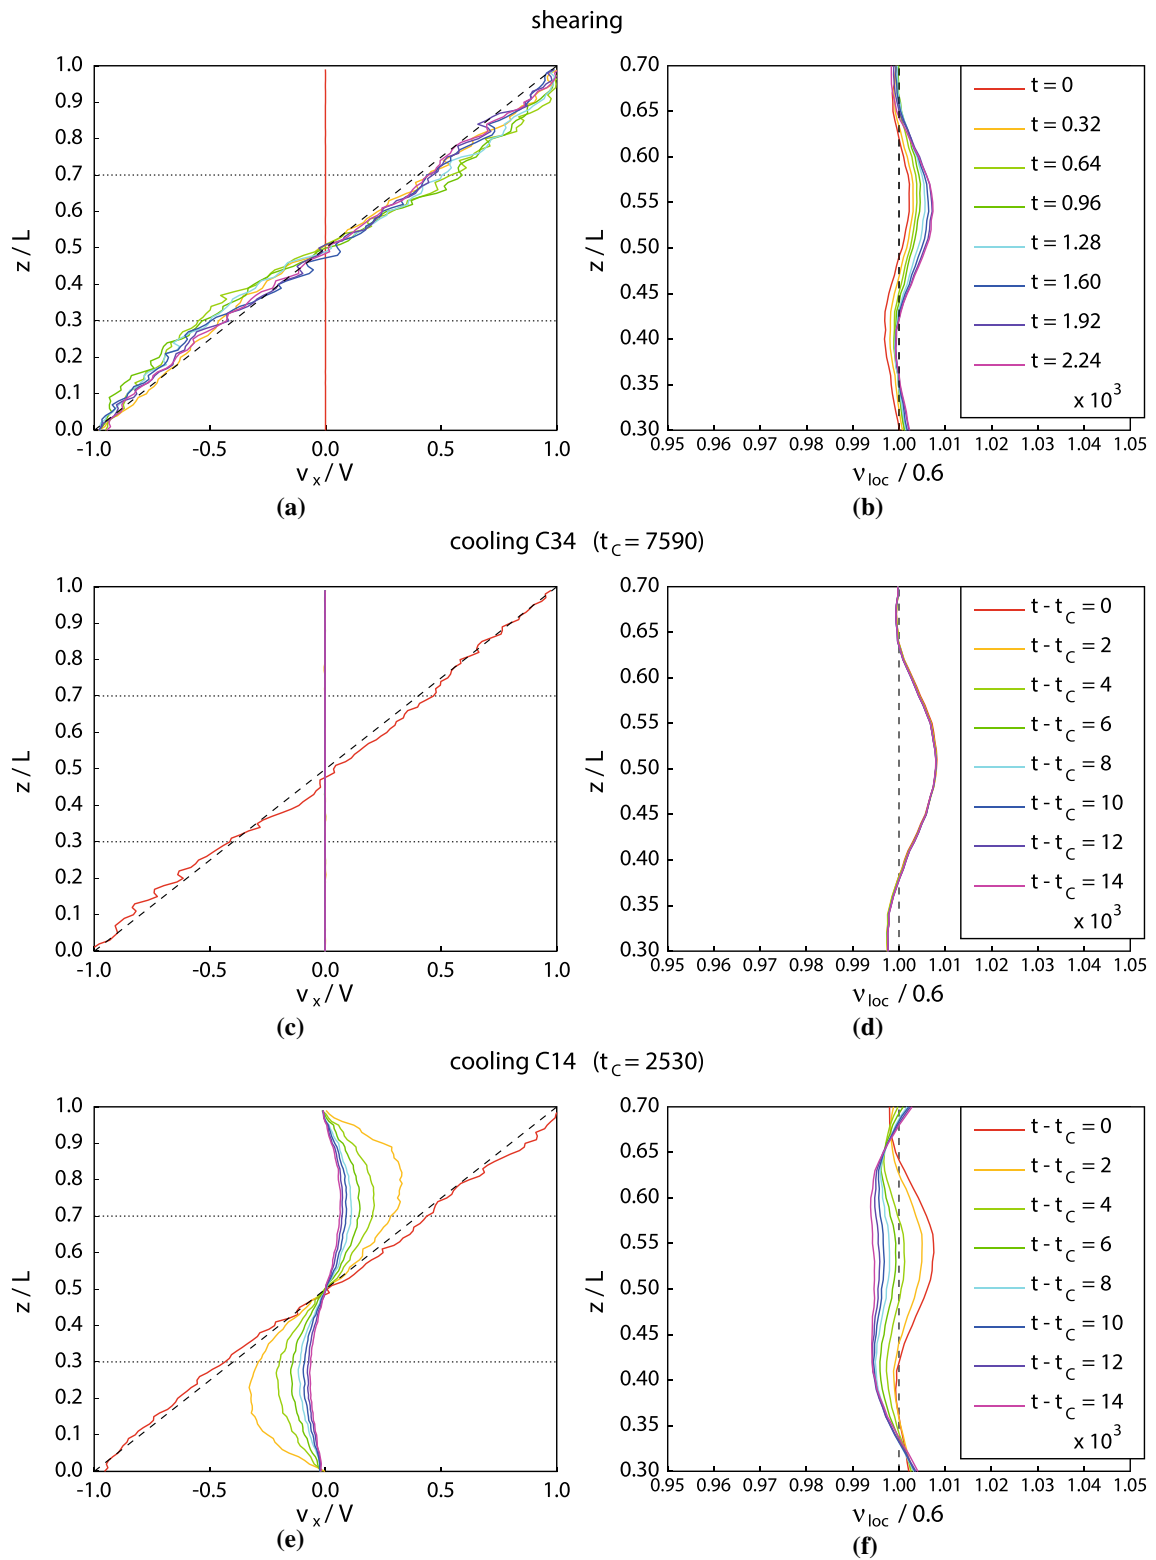 shearing
1.0
0.9
0.8
0.7
0.6
0.5
0.4
0.3
0.2
0.1
0.0
z / L
-1.0 -0.5 0.0 0.5 1.0
v x / V
(a)
0.70
0.65
0.60
0.55
0.50
0.45
0.40
0.35
0.30
z / L
0.95 0.96 0.97 0.98 0.99 1.00 1.01 1.02 1.03 1.04 1.05
ν loc / 0.6
(b)
t = 0
t = 0.32
t = 0.64
t = 0.96
t = 1.28
t = 1.60
t = 1.92
t = 2.24
x 10³
cooling C34 (t C = 7590)
1.0
0.9
0.8
0.7
0.6
0.5
0.4
0.3
0.2
0.1
0.0
z / L
-1.0 -0.5 0.0 0.5 1.0
v x / V
(c)
0.70
0.65
0.60
0.55
0.50
0.45
0.40
0.35
0.30
z / L
0.95 0.96 0.97 0.98 0.99 1.00 1.01 1.02 1.03 1.04 1.05
ν loc / 0.6
(d)
t - t C = 0
t - t C = 2
t - t C = 4
t - t C = 6
t - t C = 8
t - t C = 10
t - t C = 12
t - t C = 14
x 10³
cooling C14 (t C = 2530)
1.0
0.9
0.8
0.7
0.6
0.5
0.4
0.3
0.2
0.1
0.0
z / L
-1.0 -0.5 0.0 0.5 1.0
v x / V
(e)
0.70
0.65
0.60
0.55
0.50
0.45
0.40
0.35
0.30
z / L
0.95 0.96 0.97 0.98 0.99 1.00 1.01 1.02 1.03 1.04 1.05
ν loc / 0.6
(f)
t - t C = 0
t - t C = 2
t - t C = 4
t - t C = 6
t - t C = 8
t - t C = 10
t - t C = 12
t - t C = 14
x 10³